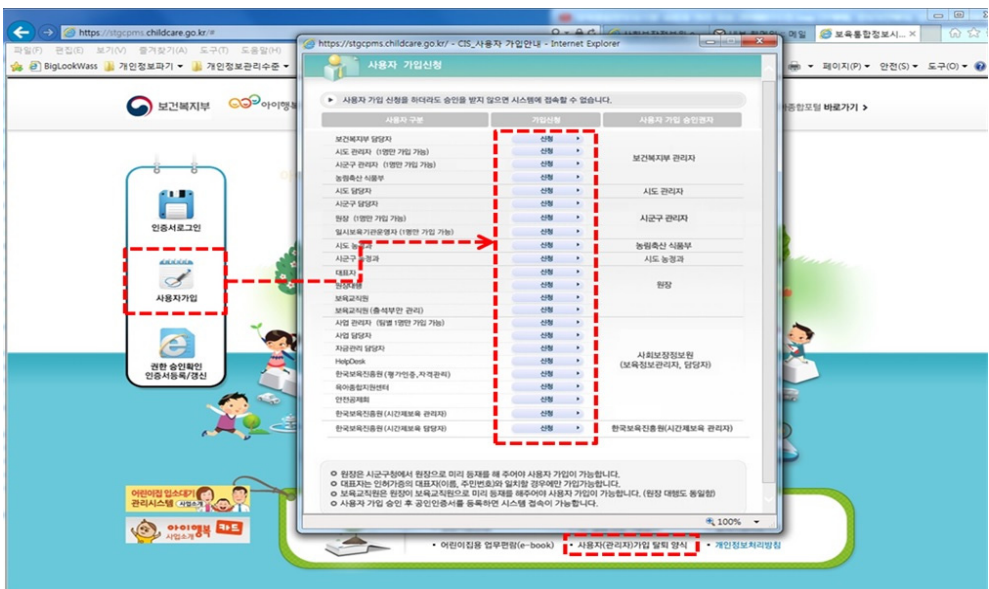 https://stgcpms.childcare.go.kr/#
파일(F) 편집(E) 보기(V) 즐겨찾기(A) 도구(T) 도움말(H)
BigLookWass 개인정보파기 개인정보관리수준
메일
보육통합정보시...
페이지(P) 안전(S) 도구(O)
보건복지부
아이행복
종합포털 바로가기 >
인증서로그인
사용자가입
권한 승인확인
인증서등록/갱신
https://stgcpms.childcare.go.kr/ - CIS_사용자 가입안내 - Internet Explorer
사용자 가입신청
사용자 가입 신청을 하더라도 승인을 받지 않으면 시스템에 접속할 수 없습니다.
사용자 구분 가입신청 사용자 가입 승인권자
보건복지부 담당자 신청
시도 관리자 (1명만 가입 가능) 신청 보건복지부 관리자
시군구 관리자 (1명만 가입 가능) 신청
농림축산 식품부 신청
시도 담당자 신청 시도 관리자
시군구 담당자 신청
원장 (1명만 가입 가능) 신청 시군구 관리자
일시보육기관운영자 (1명만 가입 가능) 신청
시도 농정과 신청 농림축산 식품부
시군구 농정과 신청 시도 농정과
대표자 신청
원장대행 신청 원장
보육교직원 신청
보육교직원 (출석부만 관리) 신청
사업 관리자 (팀별 1명만 가입 가능) 신청
사업 담당자 신청
자금관리 담당자 신청 사회보장정보원
HelpDesk 신청 (보육정보관리자, 담당자)
한국보육진흥원 (평가인증,자격관리) 신청
육아종합지원센터 신청
안전공제회 신청
한국보육진흥원 (시간제보육 관리자) 신청
한국보육진흥원 (시간제보육 담당자) 신청 한국보육진흥원(시간제보육 관리자)
원장은 시군구청에서 원장으로 미리 등재를 해 주어야 사용자 가입이 가능합니다.
대표자는 인허가증의 대표자(이름, 주민번호)와 일치할 경우에만 가입가능합니다.
보육교직원은 원장이 보육교직원으로 미리 등재를 해주어야 사용자 가입이 가능합니다. (원장 대행도 동일함)
사용자 가입 승인 후 공인인증서를 등록하면 시스템 접속이 가능합니다.
100%
어린이집 입소대기
관리시스템 사업소개
아이행복 카드
사업소개
어린이집용 업무편람(e-book) 사용자(관리자)가입 탈퇴 양식 개인정보처리방침